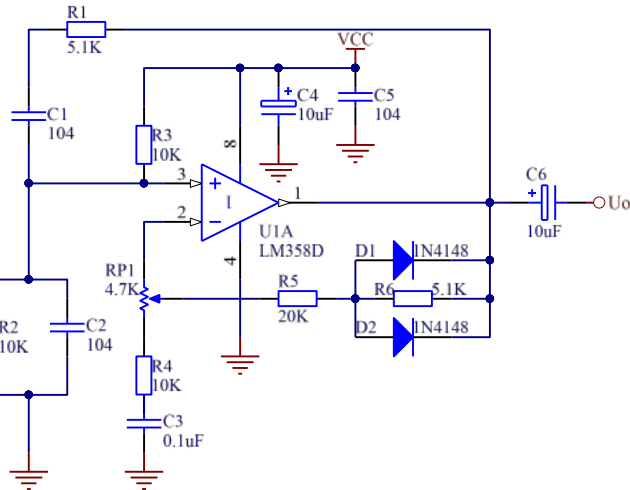 R1
5.1K
VCC
C1
104
R3
10K
8
C4
10uF
C5
104
3
2
1
I
U1A
LM358D
4
C6
10uF
Uo
RP1
4.7K
R5
20K
D1
1N4148
R6
5.1K
D2
1N4148
R2
10K
C2
104
R4
10K
C3
0.1uF